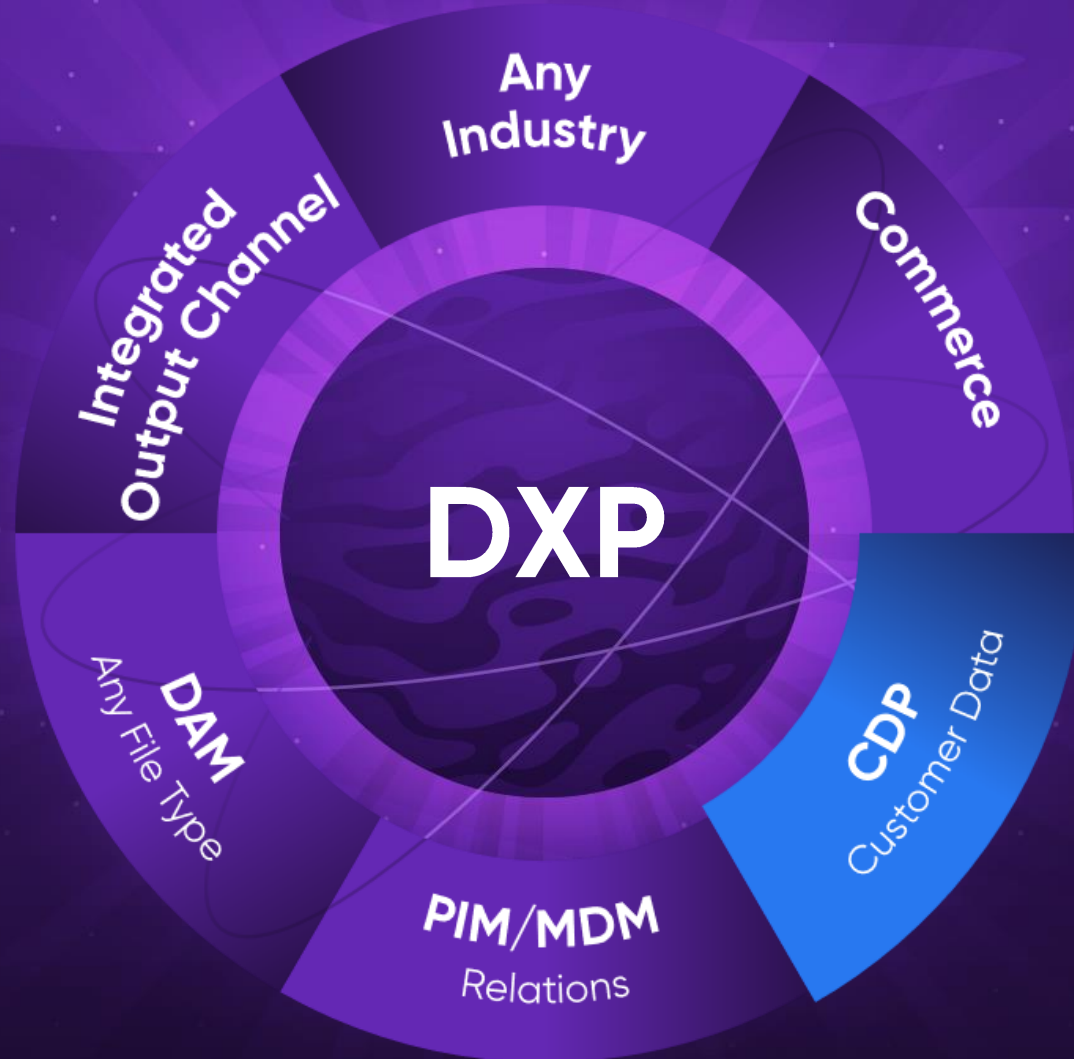 Any
Industry
Commerce
CDP
Customer Data
PIM/MDM
Relations
DAM
Any File Type
Integrated
Output Channel
DXP